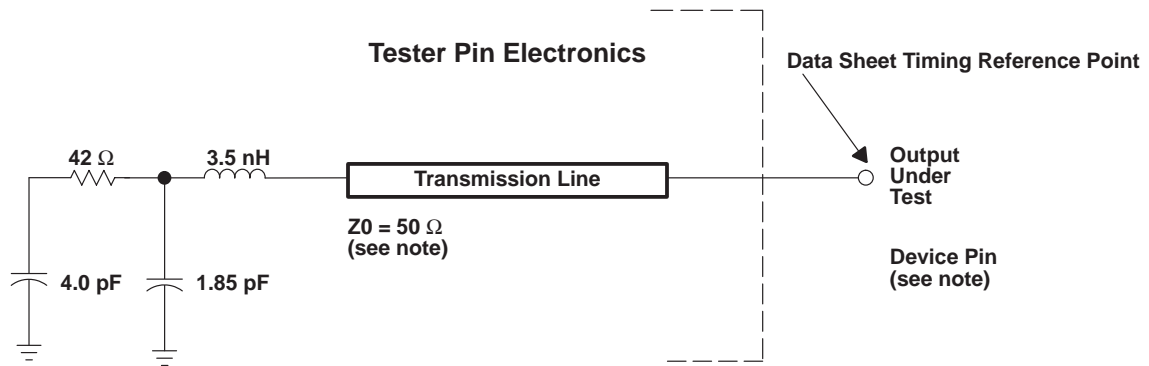 Tester Pin Electronics
Data Sheet Timing Reference Point
42 Ω
3.5 nH
Transmission Line
Output
Under
Test
Z0 = 50 Ω
(see note)
Device Pin
(see note)
4.0 pF
1.85 pF